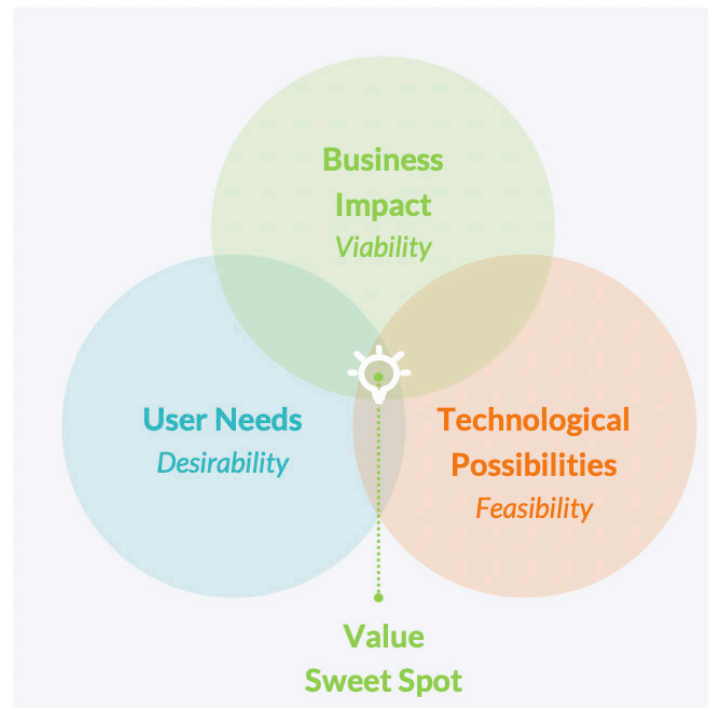 Business
Impact
Viability
User Needs
Desirability
Technological
Possibilities
Feasibility
Value
Sweet Spot